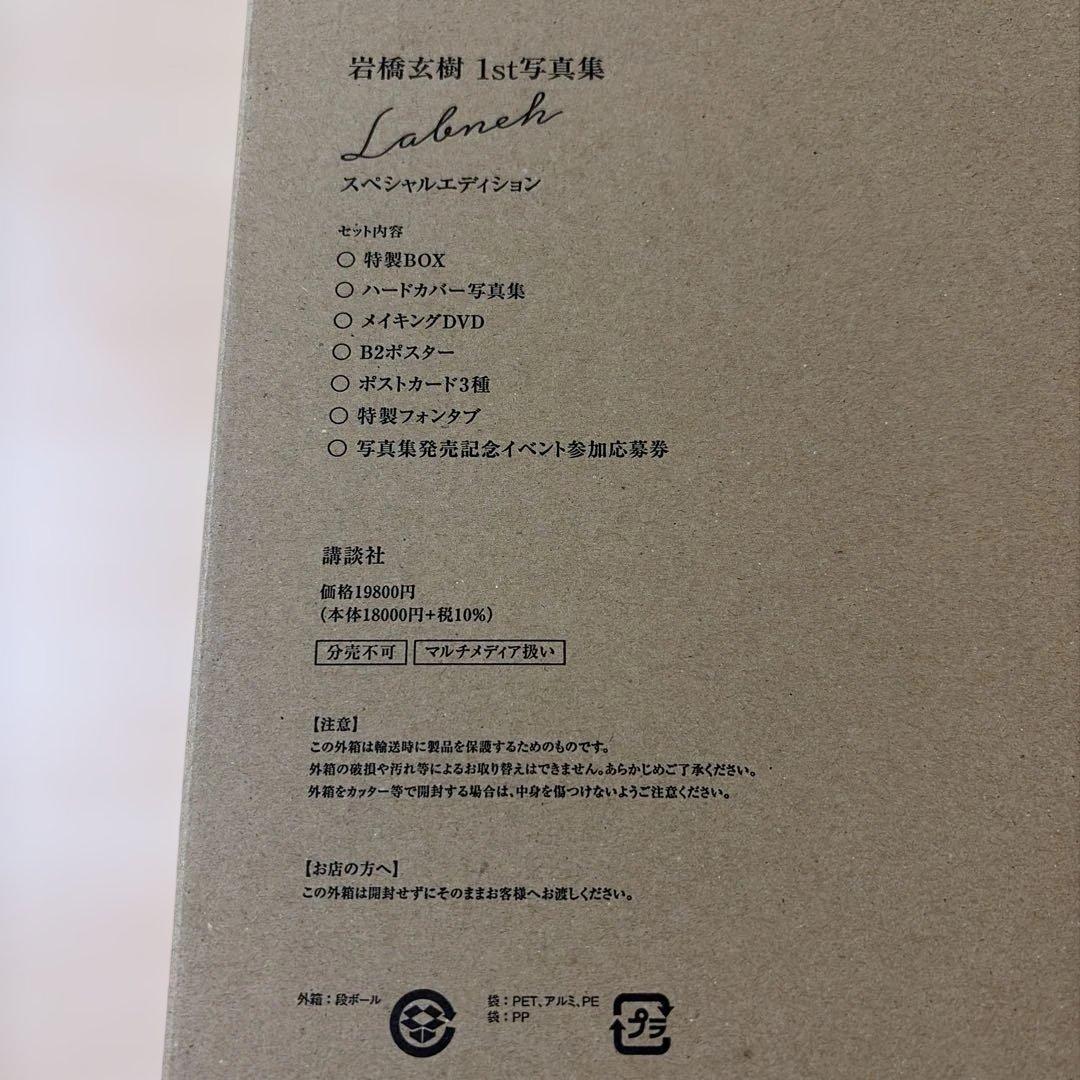 岩橋玄樹 1st写真集
Labneh
スペシャルエディション
セット内容
○ 特製BOX
○ ハードカバー写真集
○ メイキングDVD
○ B2ポスター
○ ポストカード3種
○ 特製フォンタブ
○ 写真集発売記念イベント参加応募券
講談社
価格19800円
(本体18000円+税10%)
分売不可 マルチメディア扱い
【注意】
この外箱は輸送時に製品を保護するためのものです。
外箱の破損や汚れ等によるお取り替えはできません。あらかじめご了承ください。
外箱をカッター等で開封する場合は、中身を傷つけないようご注意ください。
【お店の方へ】
この外箱は開封せずにそのままお客様へお渡しください。
外箱:段ボール
袋:PET、アルミ、PE
袋:PP
プラ